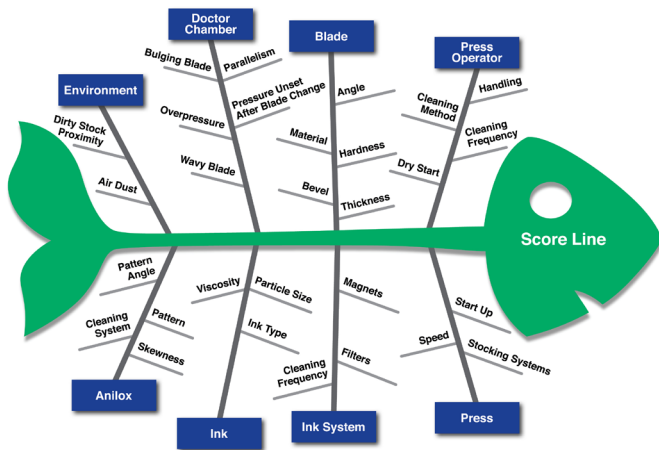 Doctor
Chamber
Blade
Press
Operator
Environment
Bulging Blade
Parallelism
Pressure Unset
After Blade Change
Overpressure
Wavy Blade
Angle
Material
Hardness
Bevel
Thickness
Handling
Cleaning
Method
Cleaning
Frequency
Dry Start
Dirty Stock
Proximity
Air Dust
Score Line
Pattern
Angle
Cleaning
System
Pattern
Skewness
Anilox
Viscosity
Particle Size
Ink Type
Ink
Magnets
Filters
Cleaning
Frequency
Ink System
Start Up
Speed
Stocking Systems
Press